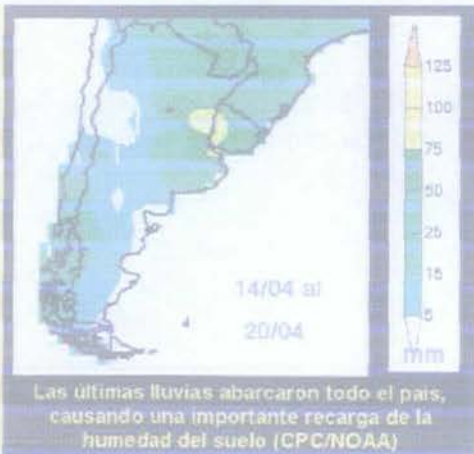 125
100
75
50
25
15
5
mm
14/04 al
20/04
Las últimas lluvias abarcaron todo el país,
causando una importante recarga de la
humedad del suelo (CPC/NOAA)